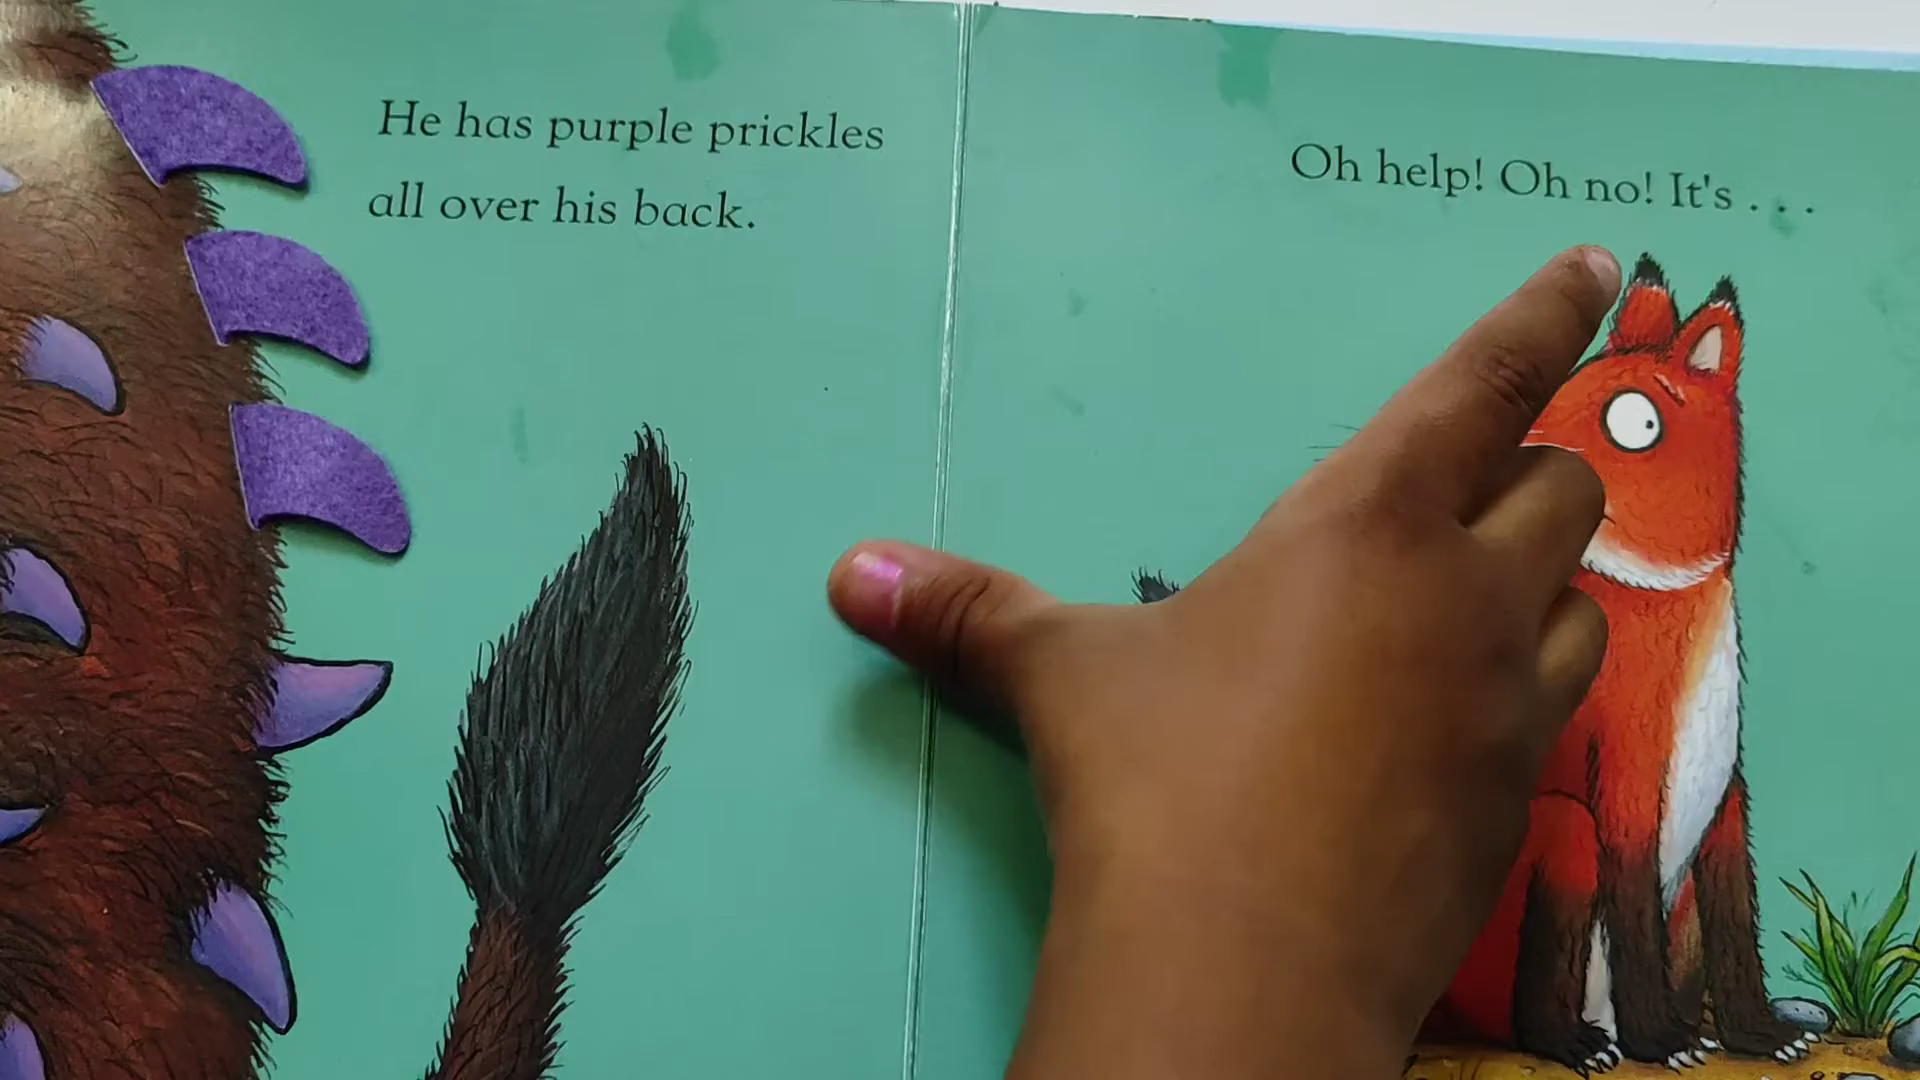 He has purple prickles
all over his back.
Oh help! Oh no! It's . . .